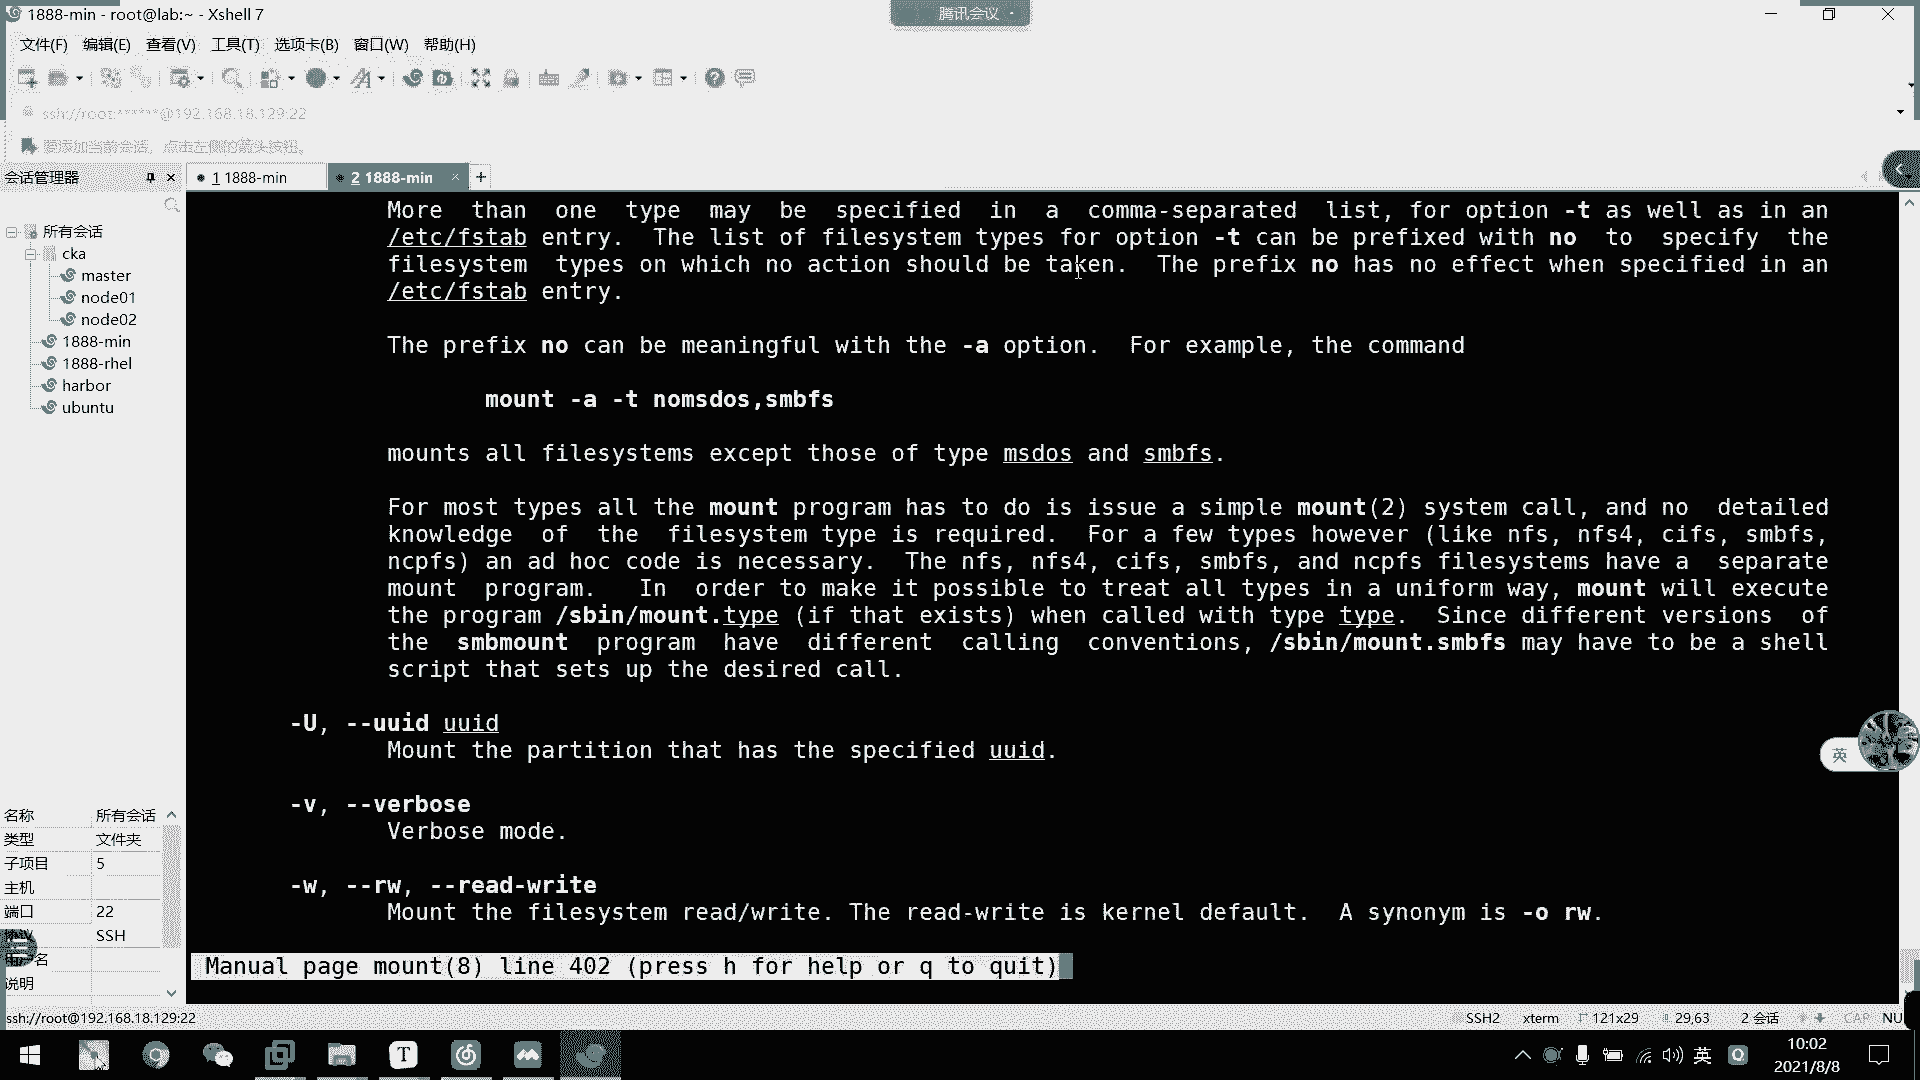 1888-min - root@lab:~ - Xshell 7
腾讯会议
文件(F) 编辑(E) 查看(V) 工具(T) 选项卡(B) 窗口(W) 帮助(H)
ssh://root:******@192.168.18.129:22
要添加当前会话，点击左侧的箭头按钮。
会话管理器
1 1888-min
2 1888-min
所有会话
cka
master
node01
node02
1888-min
1888-rhel
harbor
ubuntu
More than one type may be specified in a comma-separated list, for option -t as well as in an
/etc/fstab entry. The list of filesystem types for option -t can be prefixed with no to specify the
filesystem types on which no action should be taken. The prefix no has no effect when specified in an
/etc/fstab entry.
The prefix no can be meaningful with the -a option. For example, the command
mount -a -t nomsdos,smbfs
mounts all filesystems except those of type msdos and smbfs.
For most types all the mount program has to do is issue a simple mount(2) system call, and no detailed
knowledge of the filesystem type is required. For a few types however (like nfs, nfs4, cifs, smbfs,
ncpfs) an ad hoc code is necessary. The nfs, nfs4, cifs, smbfs, and ncpfs filesystems have a separate
mount program. In order to make it possible to treat all types in a uniform way, mount will execute
the program /sbin/mount.type (if that exists) when called with type type. Since different versions of
the smbmount program have different calling conventions, /sbin/mount.smbfs may have to be a shell
script that sets up the desired call.
-U, --uuid uuid
Mount the partition that has the specified uuid.
-v, --verbose
Verbose mode.
-w, --rw, --read-write
Mount the filesystem read/write. The read-write is kernel default. A synonym is -o rw.
Manual page mount(8) line 402 (press h for help or q to quit)
名称 所有会话
类型 文件夹
子项目 5
主机
端口 22
SSH
说明
英
ssh://root@192.168.18.129:22
SSH2 xterm 121x29 29,63 2 会话 CAP NU
英
10:02
2021/8/8